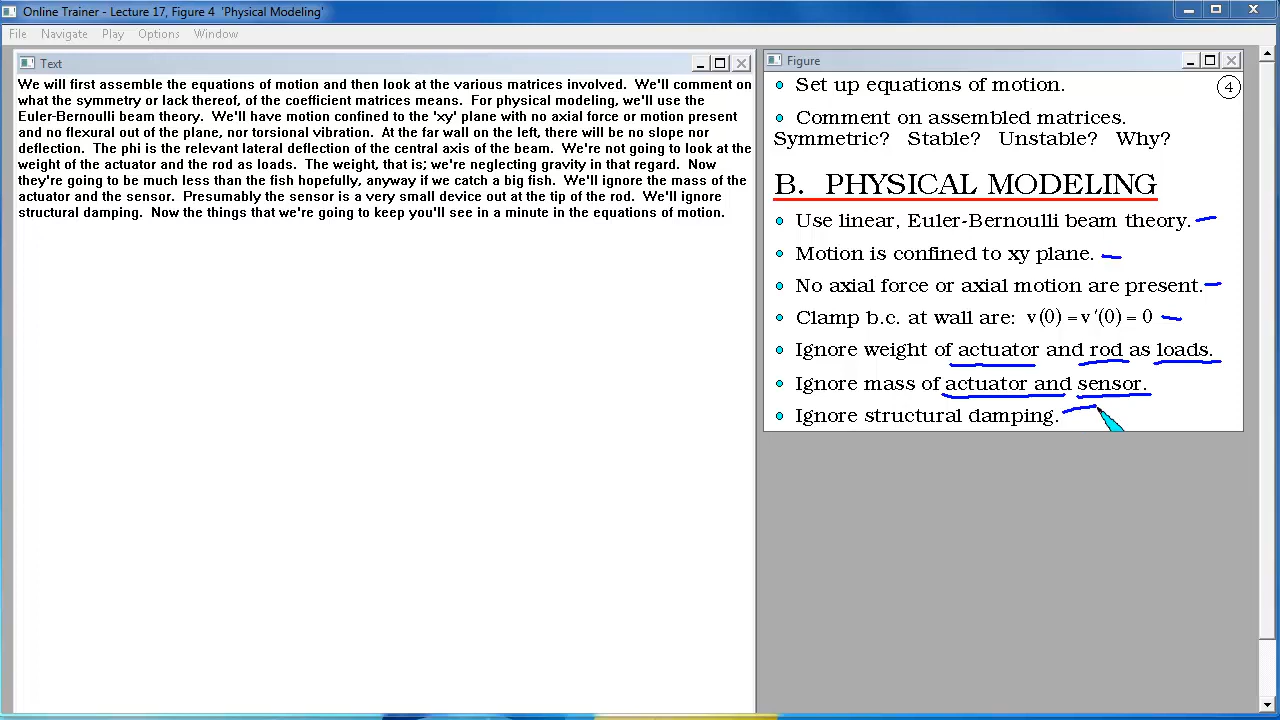 Online Trainer - Lecture 17, Figure 4 'Physical Modeling'
File Navigate Play Options Window
Text
We will first assemble the equations of motion and then look at the various matrices involved. We'll comment on
what the symmetry or lack thereof, of the coefficient matrices means. For physical modeling, we'll use the
Euler-Bernoulli beam theory. We'll have motion confined to the 'xy' plane with no axial force or motion present
and no flexural out of the plane, nor torsional vibration. At the far wall on the left, there will be no slope nor
deflection. The phi is the relevant lateral deflection of the central axis of the beam. We're not going to look at the
weight of the actuator and the rod as loads. The weight, that is; we're neglecting gravity in that regard. Now
they're going to be much less than the fish hopefully, anyway if we catch a big fish. We'll ignore the mass of the
actuator and the sensor. Presumably the sensor is a very small device out at the tip of the rod. We'll ignore
structural damping. Now the things that we're going to keep you'll see in a minute in the equations of motion.
Figure
• Set up equations of motion.
4
• Comment on assembled matrices.
Symmetric? Stable? Unstable? Why?
B. PHYSICAL MODELING
• Use linear, Euler-Bernoulli beam theory.
• Motion is confined to xy plane.
• No axial force or axial motion are present.
• Clamp b.c. at wall are: v(0) = v'(0) = 0
• Ignore weight of actuator and rod as loads.
• Ignore mass of actuator and sensor.
• Ignore structural damping.